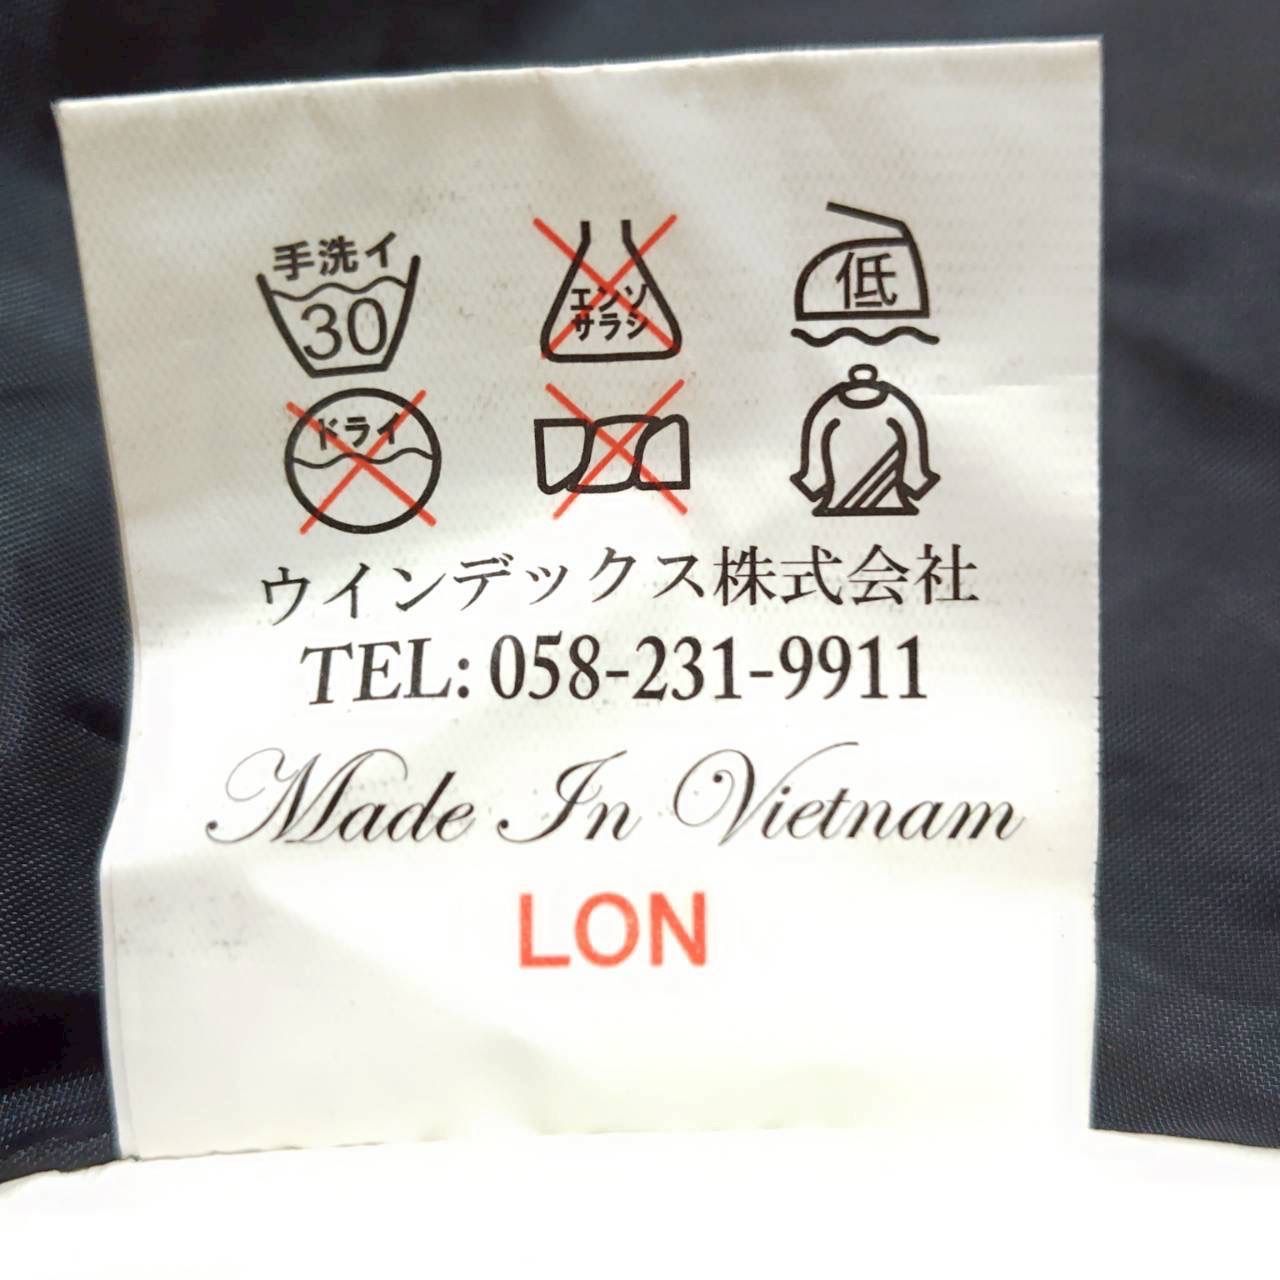 手洗イ
30
エンソ
サラシ
低
ドライ
ウインデックス株式会社
TEL: 058-231-9911
Made In Vietnam
LON